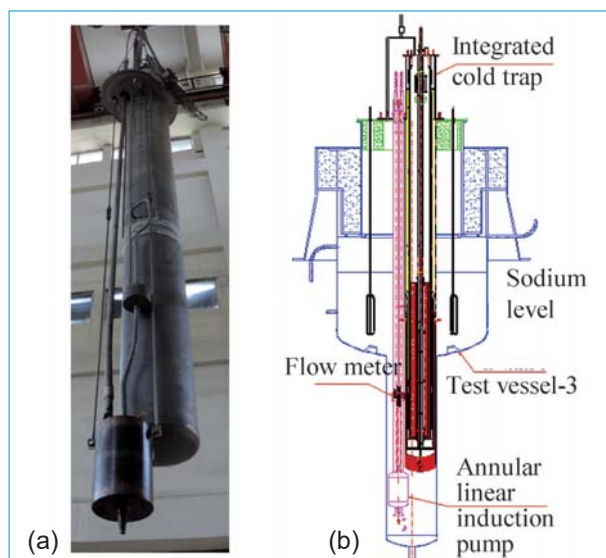 Integrated
cold trap
Sodium
level
Flow meter
Test vessel-3
Annular
linear
induction
pump
(a)
(b)